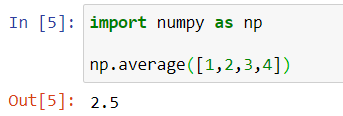 In [5]: import numpy as np
np.average([1,2,3,4])
Out[5]: 2.5